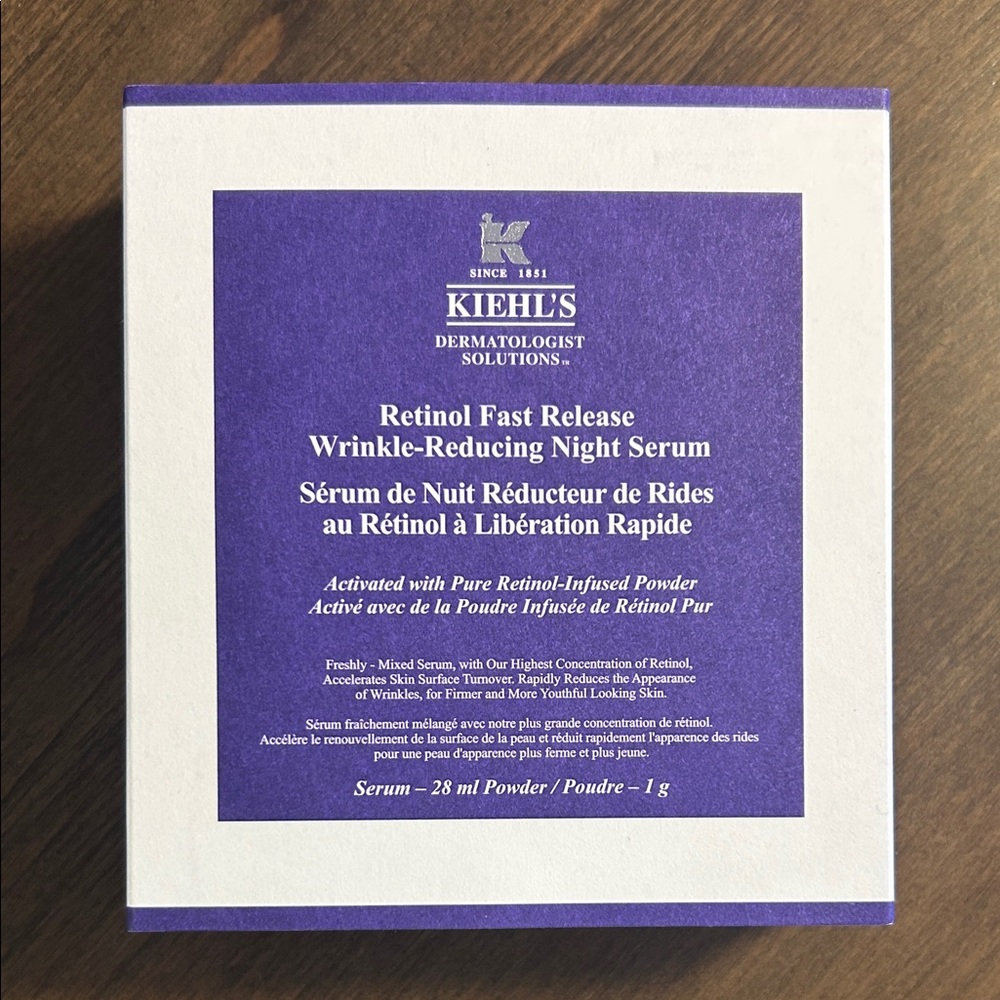 K
SINCE 1851
KIEHL'S
DERMATOLOGIST
SOLUTIONS™
Retinol Fast Release
Wrinkle-Reducing Night Serum
Sérum de Nuit Réducteur de Rides
au Rétinol à Libération Rapide
Activated with Pure Retinol-Infused Powder
Activé avec de la Poudre Infusée de Rétinol Pur
Freshly - Mixed Serum, with Our Highest Concentration of Retinol,
Accelerates Skin Surface Turnover. Rapidly Reduces the Appearance
of Wrinkles, for Firmer and More Youthful Looking Skin.
Sérum fraîchement mélangé avec notre plus grande concentration de rétinol.
Accélère le renouvellement de la surface de la peau et réduit rapidement l'apparence des rides
pour une peau d'apparence plus ferme et plus jeune.
Serum – 28 ml Powder / Poudre – 1 g